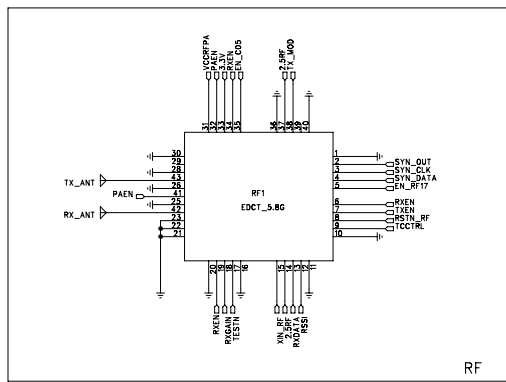 VCCRFPA
PAEN
3.3V
RXEN
EN_C05
2.5RF
TX_MOD
31
32
33
34
35
36
37
38
39
40
30
29
28
43
26
41
25
42
23
22
21
TX_ANT
PAEN
RX_ANT
RF1
EDCT_5.8G
1
2
3
4
5
6
7
8
9
10
SYN_OUT
SYN_CLK
SYN_DATA
EN_RF17
RXEN
TXEN
RSTN_RF
TCCTRL
20
19
18
17
16
15
14
13
12
11
RXEN
RXGAIN
TESTN
XIN_RF
2.5RF
RXDATA
RSSI
RF